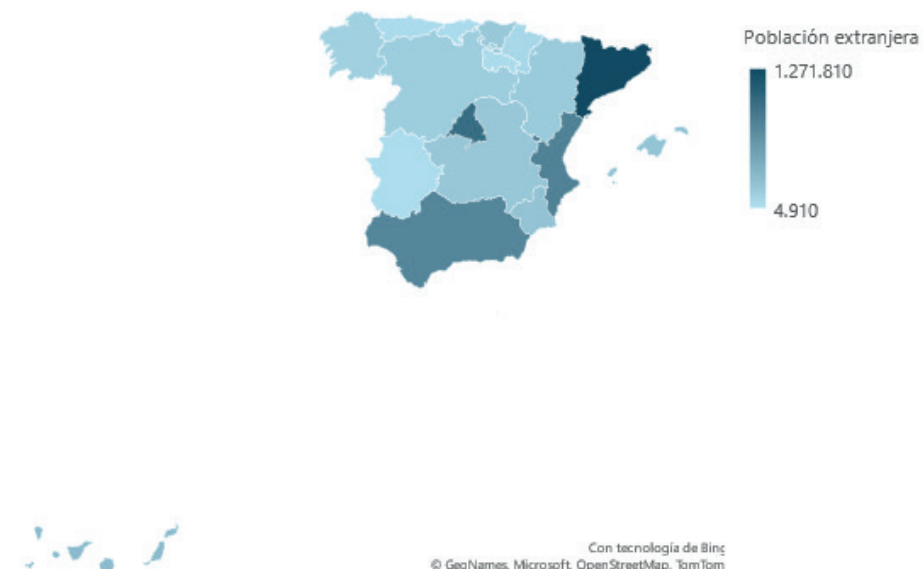 Población extranjera
1.271.810
4.910
Con tecnología de Bing
© GeoNames, Microsoft, OpenStreetMap, TomTom